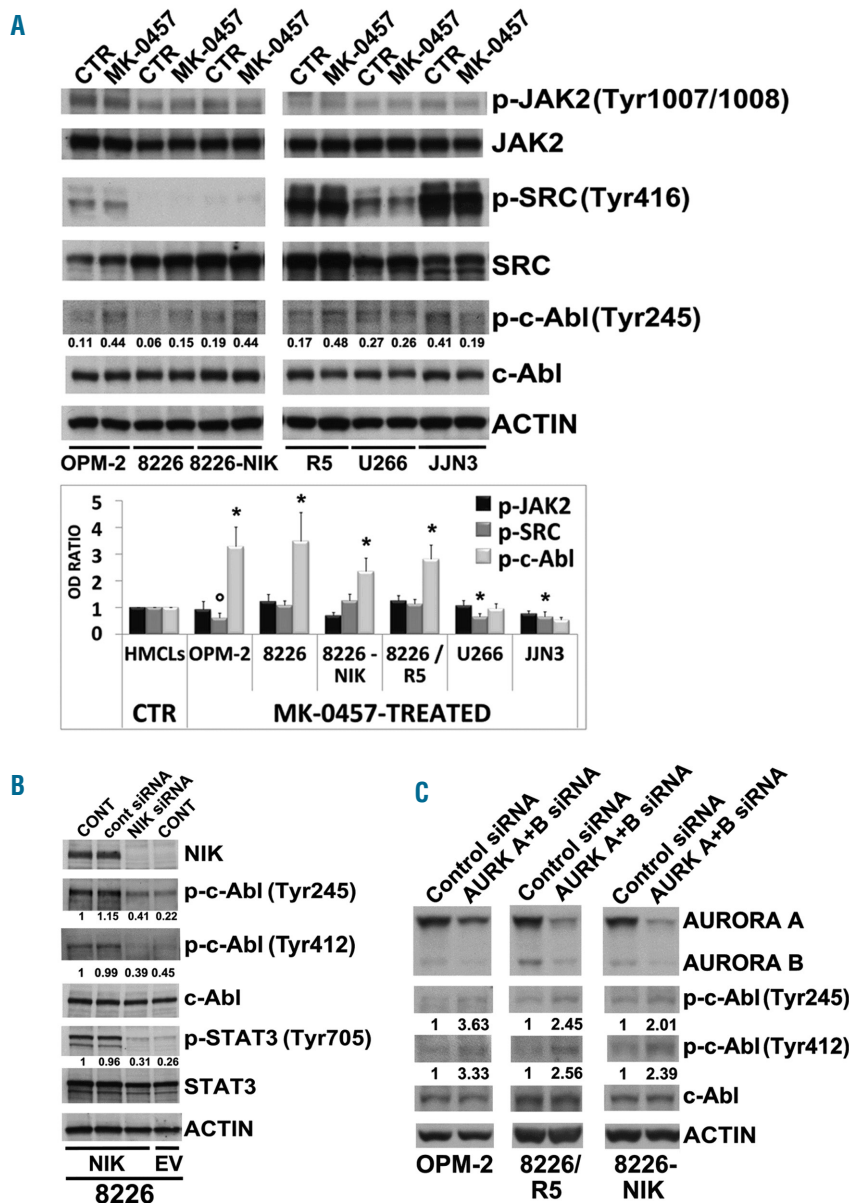 A
CTR MK-0457 CTR MK-0457 CTR MK-0457 CTR MK-0457 CTR MK-0457 CTR MK-0457
p-JAK2(Tyr1007/1008)
JAK2
p-SRC(Tyr416)
SRC
p-c-Abl(Tyr245)
0.11 0.44 0.06 0.15 0.19 0.44 0.17 0.48 0.27 0.26 0.41 0.19
c-Abl
ACTIN
OPM-2 8226 8226-NIK R5 U266 JJN3
OD RATIO
5
4
3
2
1
0
p-JAK2
p-SRC
p-c-Abl
* * * * * *
°
HMCLs OPM-2 8226 8226 - NIK 8226 / R5 U266 JJN3
CTR MK-0457-TREATED
B
CONT cont siRNA NIK siRNA CONT
NIK
p-c-Abl (Tyr245)
1 1.15 0.41 0.22
p-c-Abl (Tyr412)
1 0.99 0.39 0.45
c-Abl
p-STAT3 (Tyr705)
1 0.96 0.31 0.26
STAT3
ACTIN
NIK EV
8226
C
Control siRNA AURK A+B siRNA Control siRNA AURK A+B siRNA Control siRNA AURK A+B siRNA
AURORA A
AURORA B
p-c-Abl(Tyr245)
1 3.63 1 2.45 1 2.01
p-c-Abl(Tyr412)
1 3.33 1 2.56 1 2.39
c-Abl
ACTIN
OPM-2 8226/ 8226-
R5 NIK